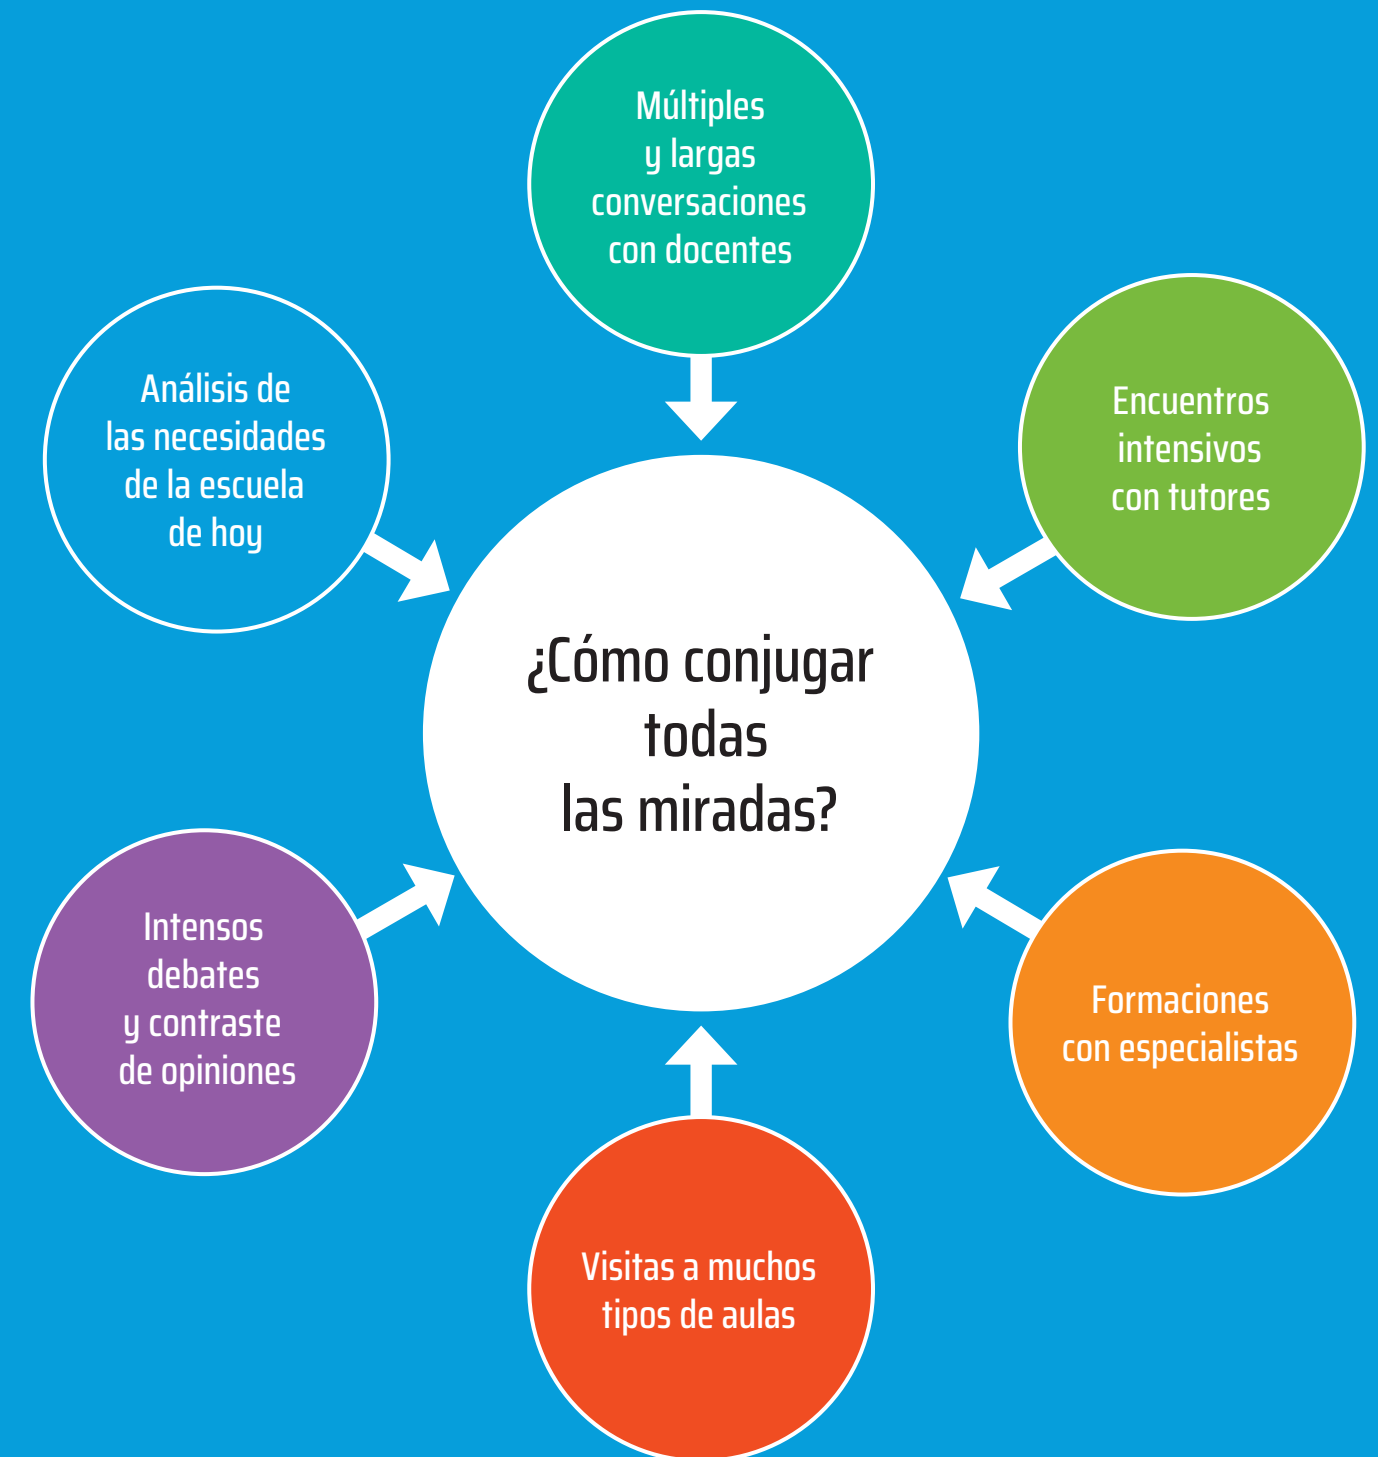 Múltiples
y largas
conversaciones
con docentes
Encuentros
intensivos
con tutores
Formaciones
con especialistas
Visitas a muchos
tipos de aulas
Intensos
debates
y contraste
de opiniones
Análisis de
las necesidades
de la escuela
de hoy
¿Cómo conjugar
todas
las miradas?